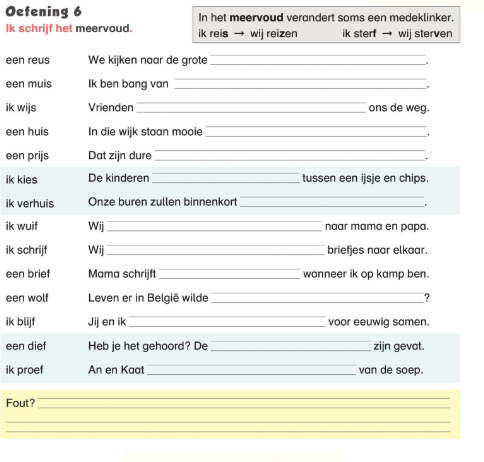 Oefening 6
Ik schrijf het meervoud.
In het meervoud verandert soms een medeklinker.
ik reis → wij reizen ik sterf → wij sterven
een reus We kijken naar de grote .
een muis Ik ben bang van .
ik wijs Vrienden ons de weg.
een huis In die wijk staan mooie .
een prijs Dat zijn dure .
ik kies De kinderen tussen een ijsje en chips.
ik verhuis Onze buren zullen binnenkort .
ik wuif Wij naar mama en papa.
ik schrijf Wij briefjes naar elkaar.
een brief Mama schrijft wanneer ik op kamp ben.
een wolf Leven er in België wilde ?
ik blijf Jij en ik voor eeuwig samen.
een dief Heb je het gehoord? De zijn gevat.
ik proef An en Kaat van de soep.
Fout?